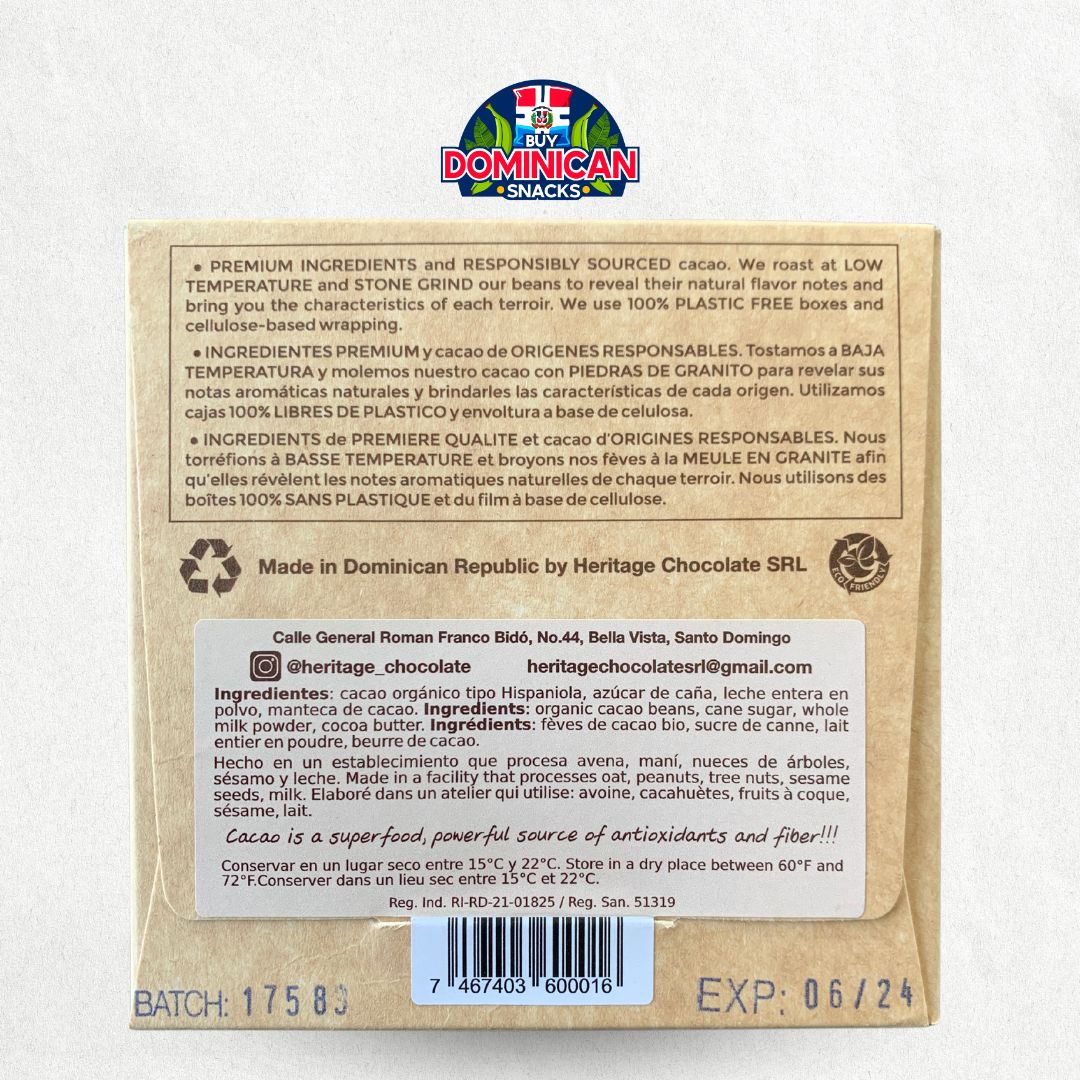 BUY
DOMINICAN
SNACKS
• PREMIUM INGREDIENTS and RESPONSIBLY SOURCED cacao. We roast at LOW
TEMPERATURE and STONE GRIND our beans to reveal their natural flavor notes and
bring you the characteristics of each terroir. We use 100% PLASTIC FREE boxes and
cellulose-based wrapping.
• INGREDIENTES PREMIUM y cacao de ORIGENES RESPONSABLES. Tostamos a BAJA
TEMPERATURA y molemos nuestro cacao con PIEDRAS DE GRANITO para revelar sus
notas aromáticas naturales y brindarles las características de cada origen. Utilizamos
cajas 100% LIBRES DE PLASTICO y envoltura a base de celulosa.
• INGREDIENTS de PREMIERE QUALITE et cacao d'ORIGINES RESPONSABLES. Nous
torréfions à BASSE TEMPERATURE et broyons nos fèves à la MEULE EN GRANITE afin
qu'elles révèlent les notes aromatiques naturelles de chaque terroir. Nous utilisons des
boîtes 100% SANS PLASTIQUE et du film à base de cellulose.
Made in Dominican Republic by Heritage Chocolate SRL
ECO FRIENDLY
Calle General Roman Franco Bidó, No.44, Bella Vista, Santo Domingo
@heritage_chocolate heritagechocolatesrl@gmail.com
Ingredientes: cacao orgánico tipo Hispaniola, azúcar de caña, leche entera en
polvo, manteca de cacao. Ingredients: organic cacao beans, cane sugar, whole
milk powder, cocoa butter. Ingrédients: fèves de cacao bio, sucre de canne, lait
entier en poudre, beurre de cacao.
Hecho en un establecimiento que procesa avena, maní, nueces de árboles,
sésamo y leche. Made in a facility that processes oat, peanuts, tree nuts, sesame
seeds, milk. Elaboré dans un atelier qui utilise: avoine, cacahuètes, fruits à coque,
sésame, lait.
Cacao is a superfood, powerful source of antioxidants and fiber!!!
Conservar en un lugar seco entre 15°C y 22°C. Store in a dry place between 60°F and
72°F.Conserver dans un lieu sec entre 15°C et 22°C.
Reg. Ind. RI-RD-21-01825 / Reg. San. 51319
7 467403 600016
BATCH: 17583
EXP: 06/24